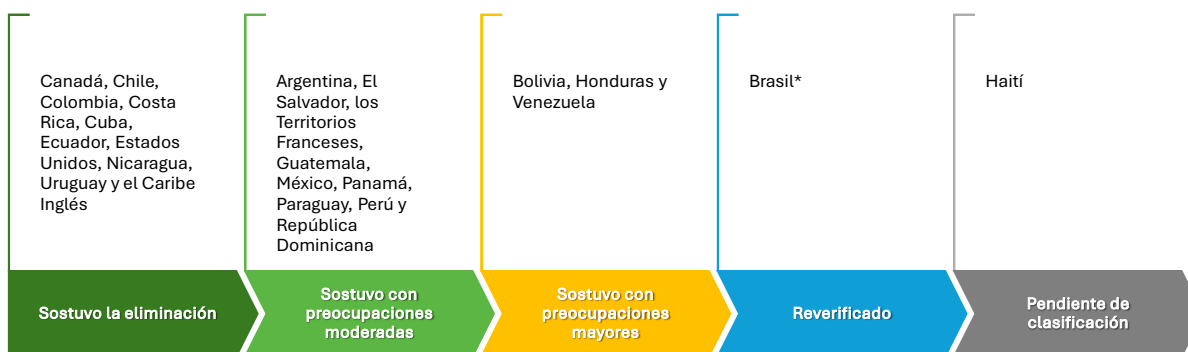 Canadá, Chile,
Colombia, Costa
Rica, Cuba,
Ecuador, Estados
Unidos, Nicaragua,
Uruguay y el Caribe
Inglés
Sostuvo la eliminación
Argentina, El
Salvador, los
Territorios
Franceses,
Guatemala,
México, Panamá,
Paraguay, Perú y
República
Dominicana
Sostuvo con
preocupaciones
moderadas
Bolivia, Honduras y
Venezuela
Sostuvo con
preocupaciones
mayores
Brasil*
Reverificado
Haití
Pendiente de
clasificación